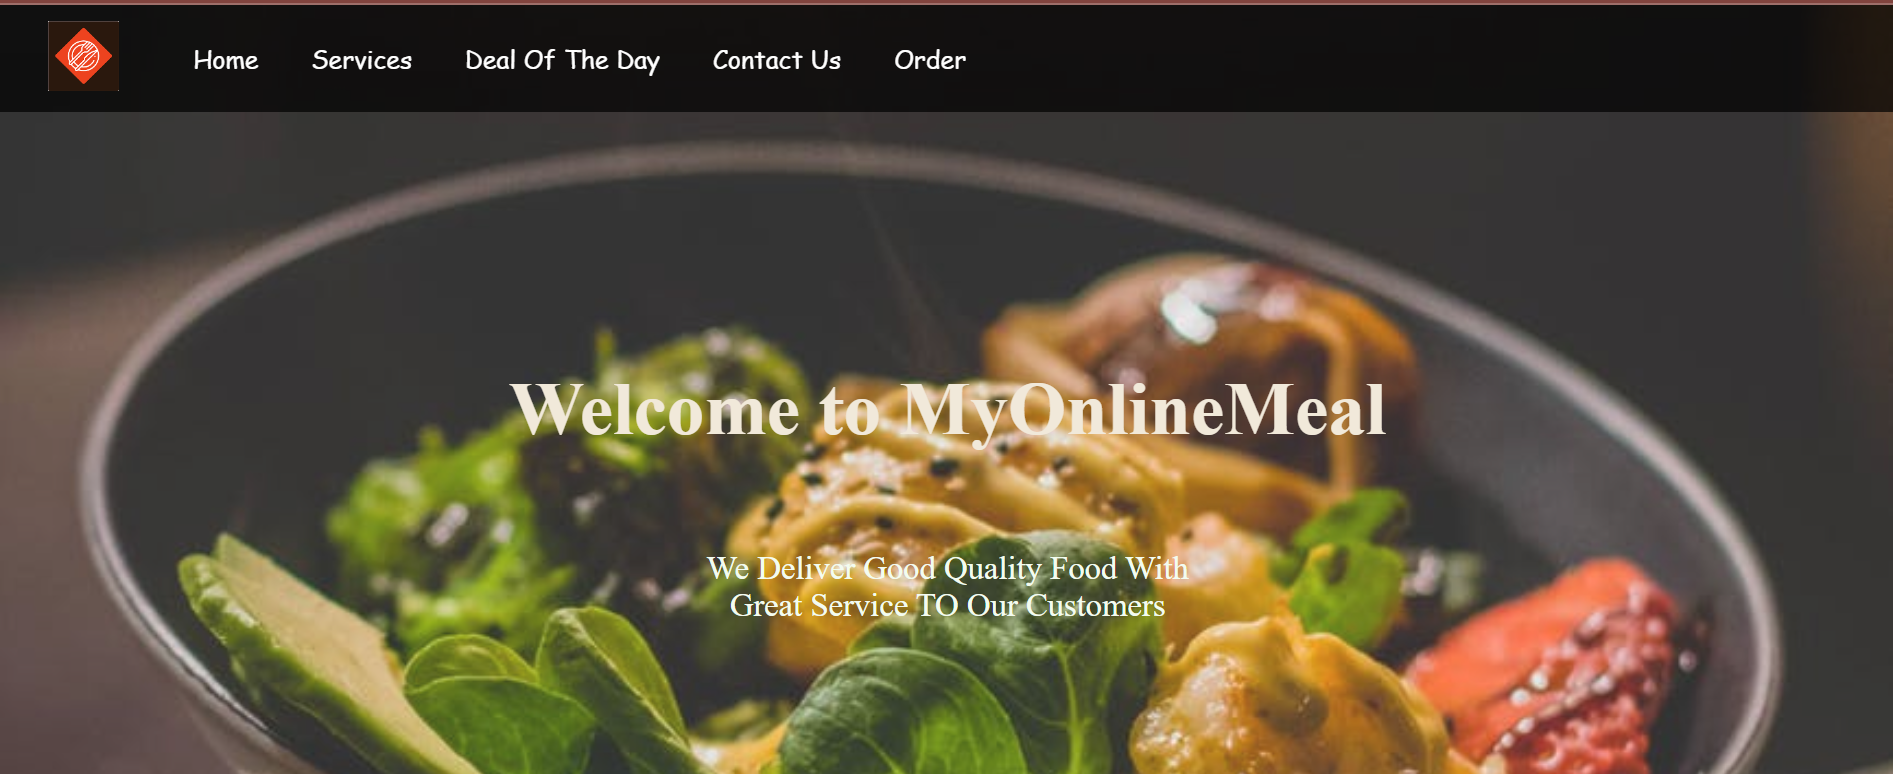 Home Services Deal Of The Day Contact Us Order
Welcome to MyOnlineMeal
We Deliver Good Quality Food With
Great Service TO Our Customers